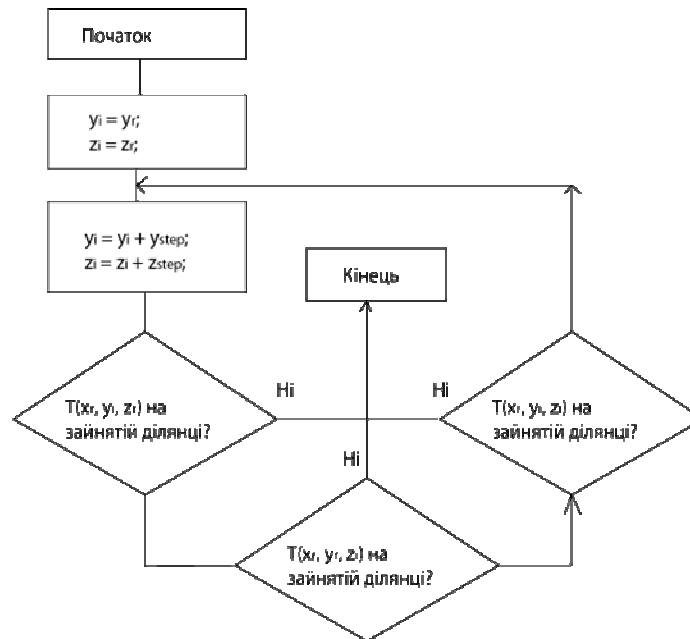 Початок
yi = yr;
zi = zr;
yi = yi + ystep;
zi = zi + zstep;
Кінець
Ні
Ні
T(xr, yi, zr) на
зайнятій ділянці?
T(xr, yi, zi) на
зайнятій ділянці?
Ні
T(xr, yr, zi) на
зайнятій ділянці?